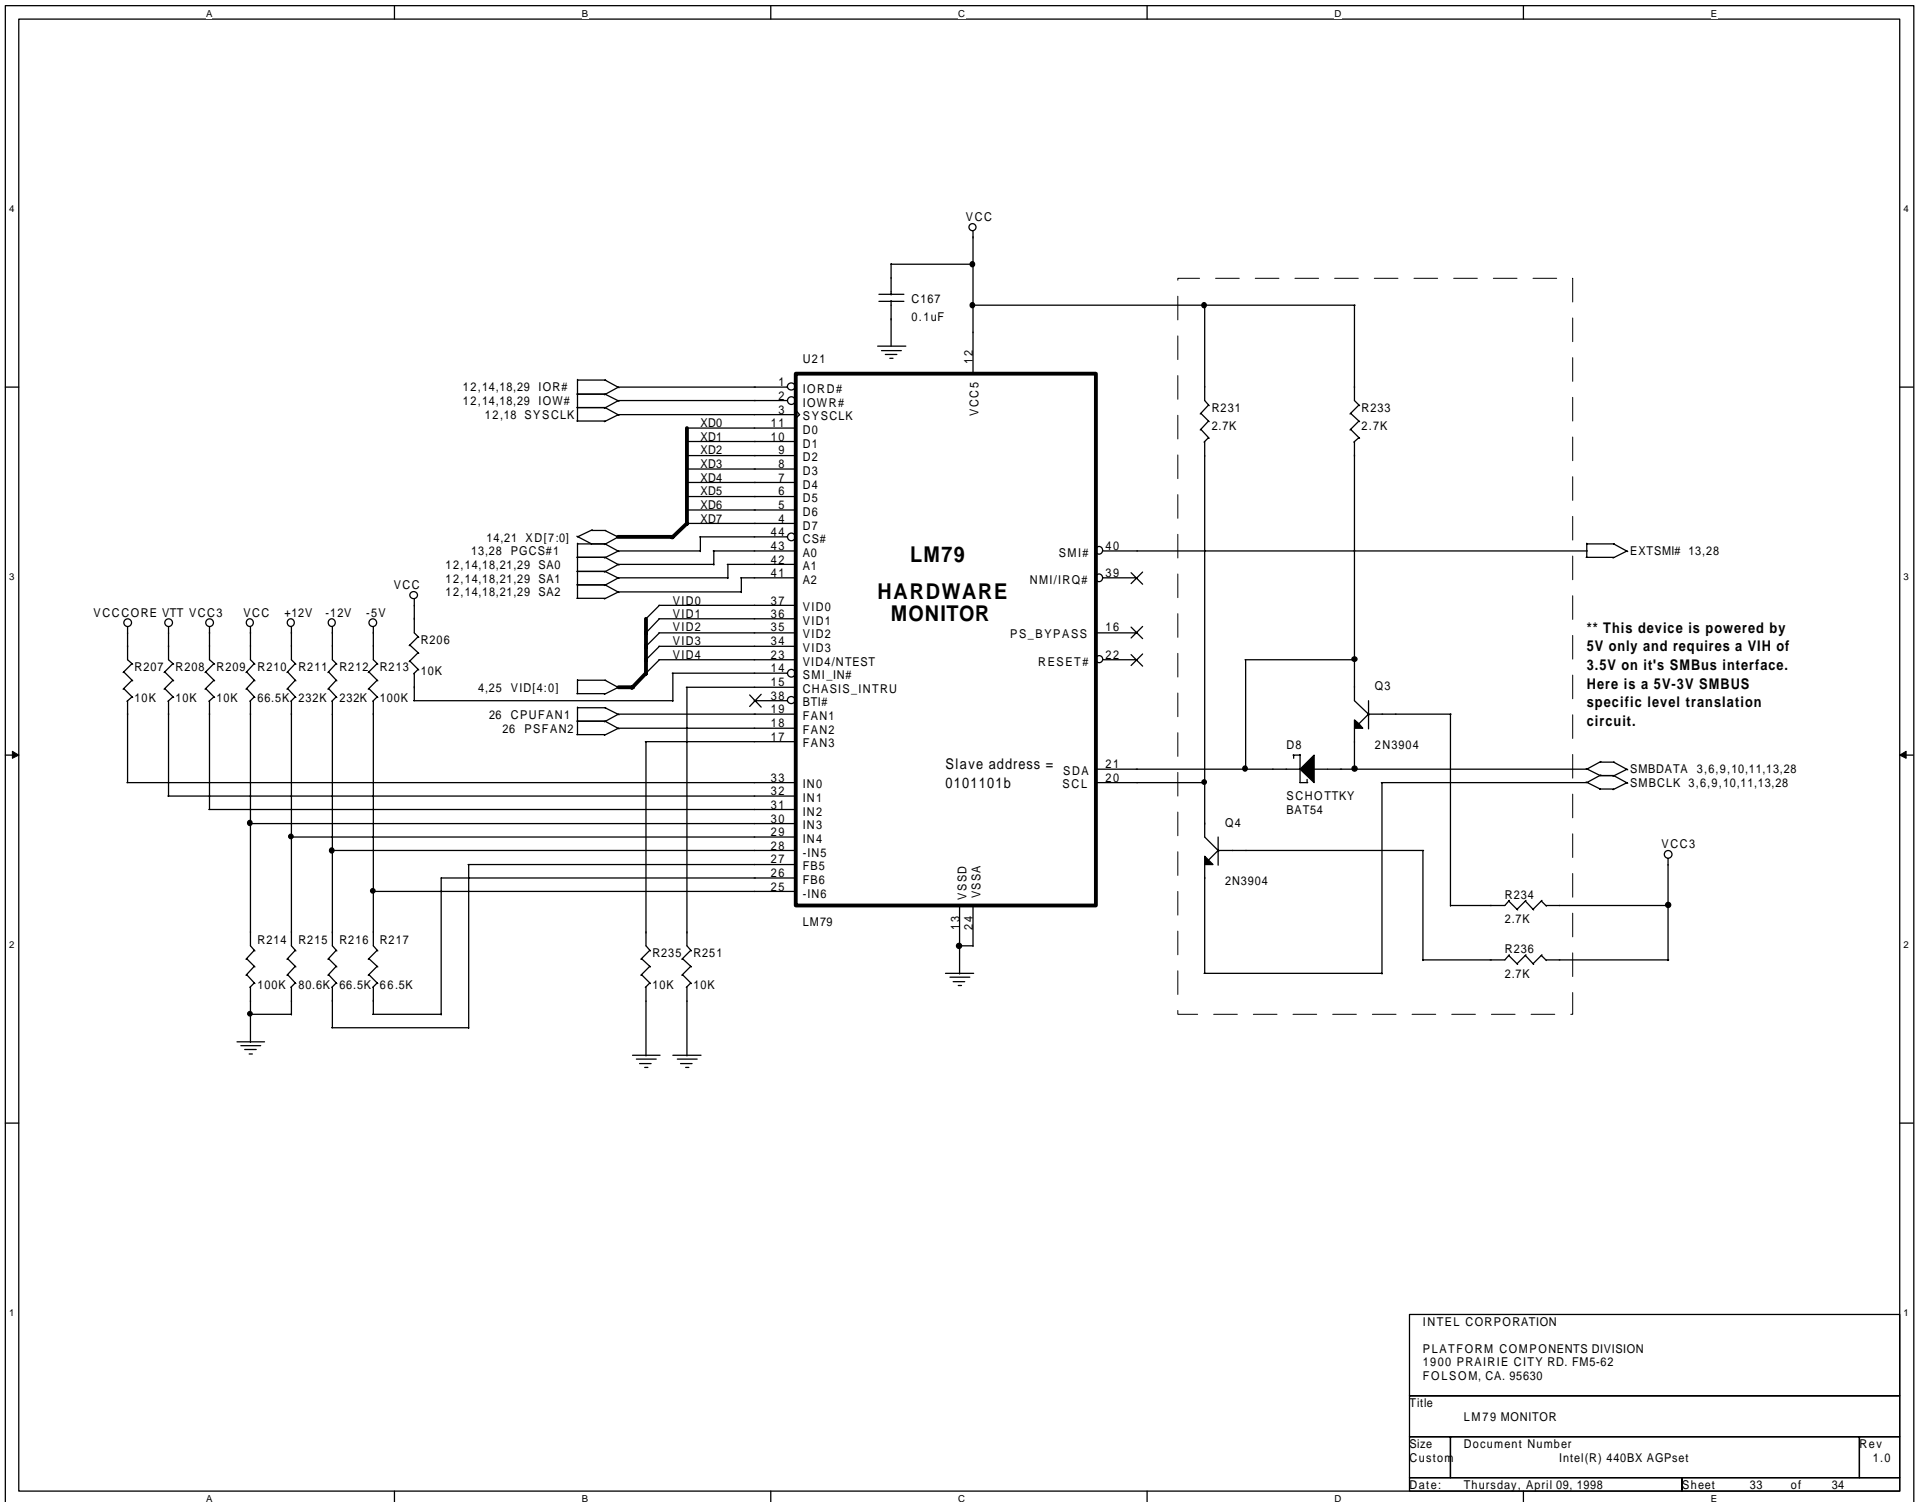 A B C D E
4 4
VCC
C167
0.1uF
12
U21
VCC5
12,14,18,29 IOR# 1 IORD#
12,14,18,29 IOW# 2 IOWR#
12,18 SYSCLK 3 SYSCLK
XD0 11 D0
XD1 10 D1
XD2 9 D2
XD3 8 D3
XD4 7 D4
XD5 6 D5
XD6 5 D6
XD7 4 D7
14,21 XD[7:0] 44 CS#
13,28 PGCS#1 43 A0
12,14,18,21,29 SA0 42 A1
12,14,18,21,29 SA1 41 A2
12,14,18,21,29 SA2
R231
2.7K
R233
2.7K
LM79
HARDWARE
MONITOR
SMI# 40 EXTSMI# 13,28
NMI/IRQ# 39
PS_BYPASS 16
RESET# 22
3 3
VCC
VCCCORE VTT VCC3 VCC +12V -12V -5V
R206
10K
R207 R208 R209 R210 R211 R212 R213
10K 10K 10K 66.5K 232K 232K 100K
VID0 37 VID0
VID1 36 VID1
VID2 35 VID2
VID3 34 VID3
VID4 23 VID4/NTEST
14 SMI_IN#
4,25 VID[4:0] 15 CHASIS_INTRU
38 BTI#
26 CPUFAN1 19 FAN1
26 PSFAN2 18 FAN2
17 FAN3
** This device is powered by
5V only and requires a VIH of
3.5V on it's SMBus interface.
Here is a 5V-3V SMBUS
specific level translation
circuit.
Q3
2N3904
D8
SCHOTTKY
BAT54
Slave address =
0101101b
SDA 21 SMBDATA 3,6,9,10,11,13,28
SCL 20 SMBCLK 3,6,9,10,11,13,28
33 IN0
32 IN1
31 IN2
30 IN3
29 IN4
28 -IN5
27 FB5
26 FB6
25 -IN6
Q4
2N3904
VCC3
VSSD
VSSA
13
24
LM79
R234
2.7K
R236
2.7K
2 2
R214 R215 R216 R217
100K 80.6K 66.5K 66.5K
R235 R251
10K 10K
1 1
INTEL CORPORATION
PLATFORM COMPONENTS DIVISION
1900 PRAIRIE CITY RD. FM5-62
FOLSOM, CA. 95630
Title
LM79 MONITOR
Size Document Number Rev
Custom Intel(R) 440BX AGPset 1.0
Date: Thursday, April 09, 1998 Sheet 33 of 34
A B C D E